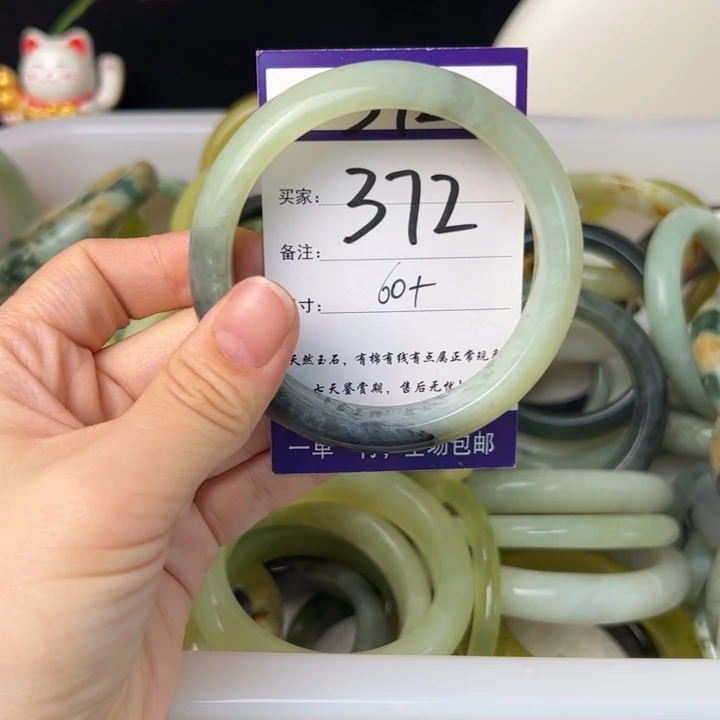 买家: 372
备注:
寸: 60+
天然玉石，有棉有线有点属正常现
七天鉴赏期，售后无忧
一单 包邮